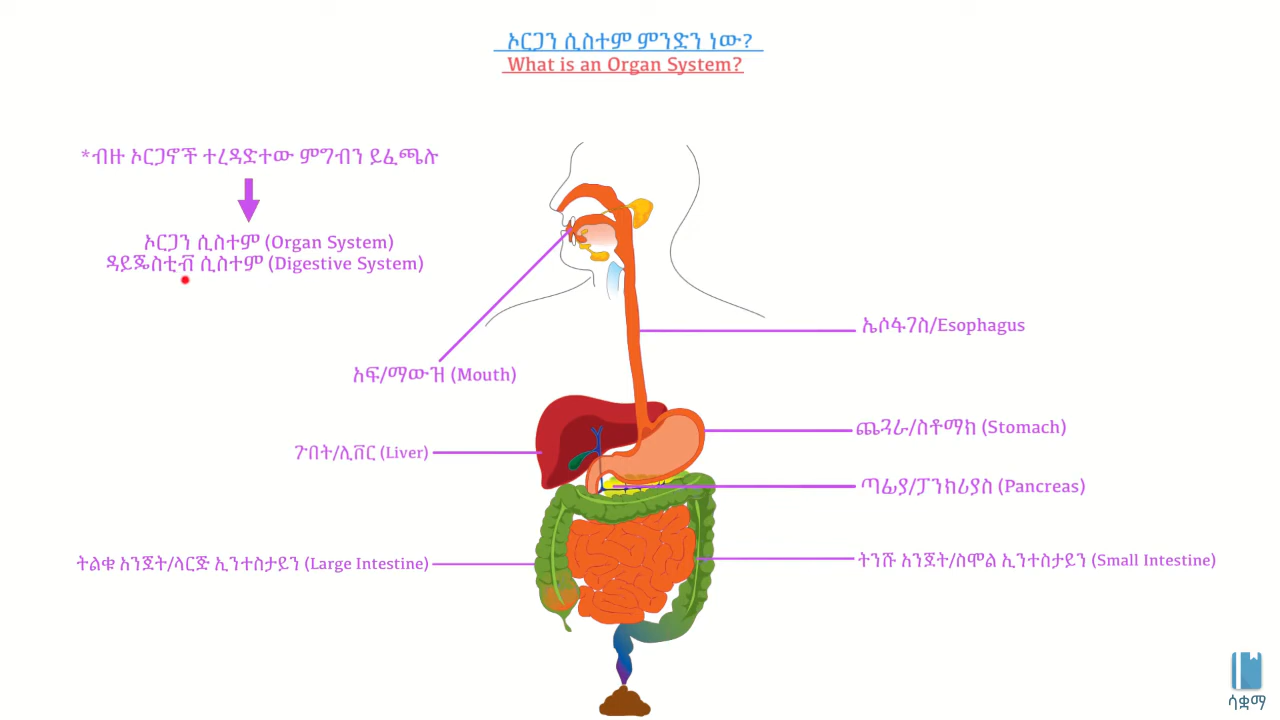 ኦርጋን ሲስተም ምንድን ነው?
What is an Organ System?
*ብዙ ኦርጋኖች ተረዳድተው ምግብን ይፈጫሉ
ኦርጋን ሲስተም (Organ System)
ዳይጄስቲቭ ሲስተም (Digestive System)
ኤሶፋገስ/Esophagus
አፍ/ማውዝ (Mouth)
ጨጓራ/ስቶማክ (Stomach)
ጉበት/ሊቨር (Liver)
ጣፊያ/ፓንክሪያስ (Pancreas)
ትልቁ አንጀት/ላርጅ ኢንተስታይን (Large Intestine)
ትንሹ አንጀት/ስሞል ኢንተስታይን (Small Intestine)
ሳቋማ